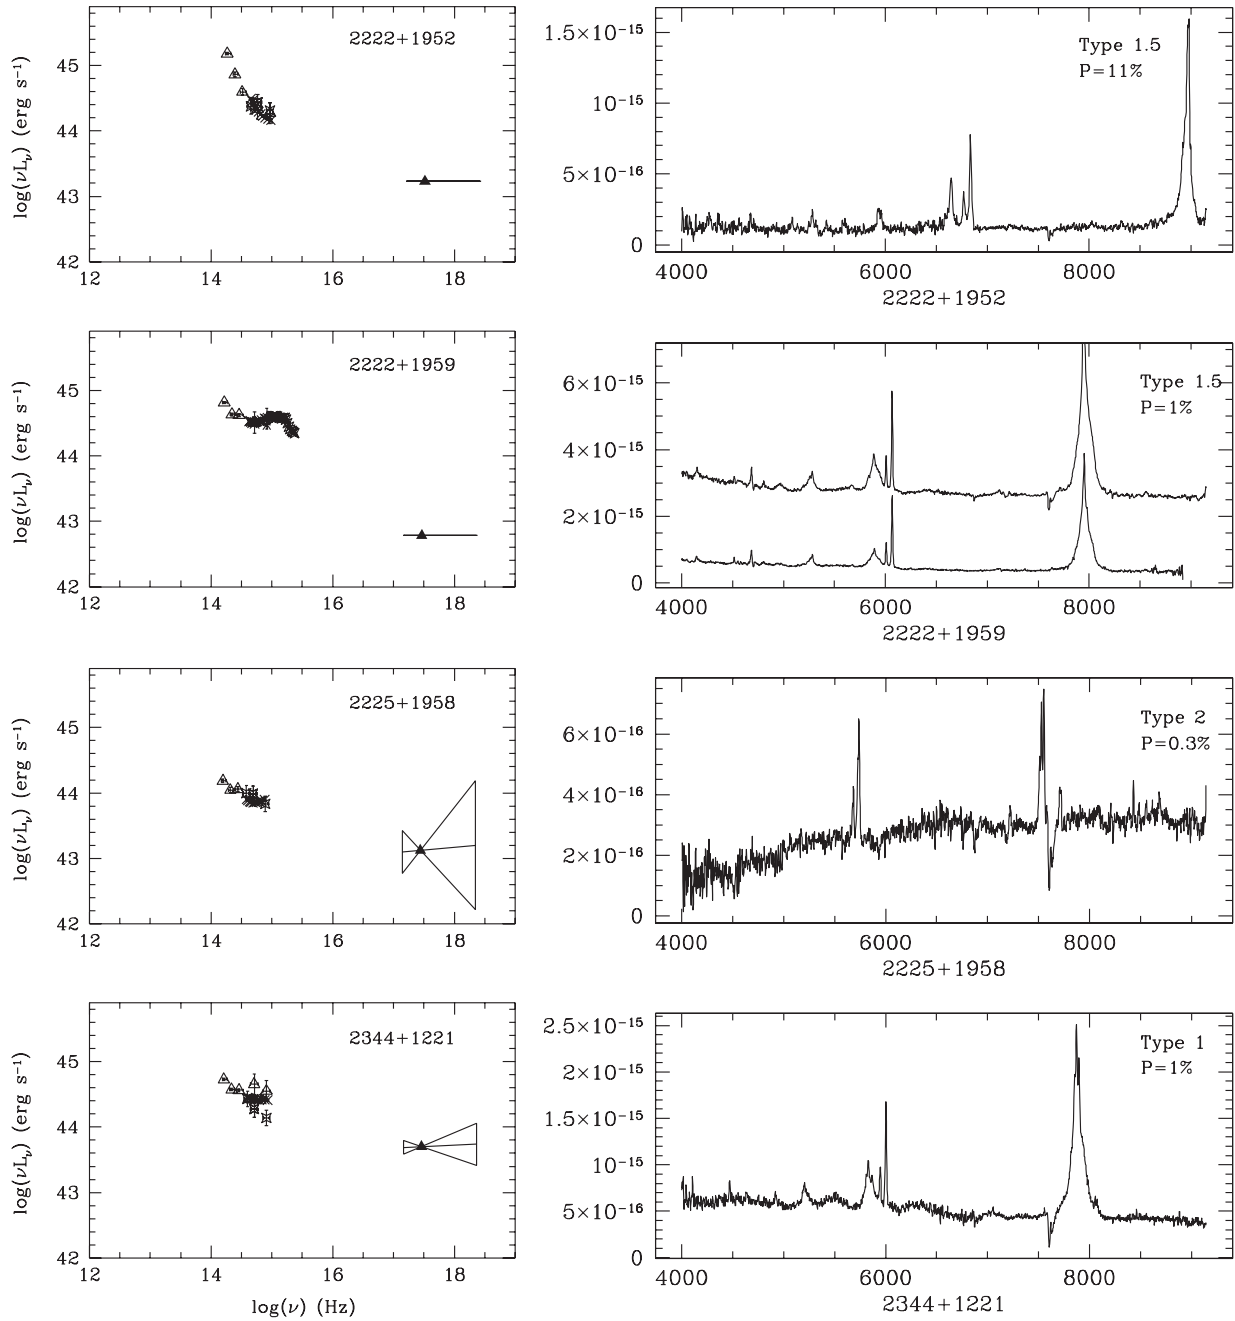 2222+1952
45
44
43
42
12 14 16 18
log(νLν) (erg s⁻¹)
Type 1.5
P=11%
1.5×10⁻¹⁵
10⁻¹⁵
5×10⁻¹⁶
0
4000 6000 8000
2222+1952
2222+1959
45
44
43
42
12 14 16 18
log(νLν) (erg s⁻¹)
Type 1.5
P=1%
6×10⁻¹⁵
4×10⁻¹⁵
2×10⁻¹⁵
0
4000 6000 8000
2222+1959
2225+1958
45
44
43
42
12 14 16 18
log(νLν) (erg s⁻¹)
Type 2
P=0.3%
6×10⁻¹⁶
4×10⁻¹⁶
2×10⁻¹⁶
0
4000 6000 8000
2225+1958
2344+1221
45
44
43
42
12 14 16 18
log(νLν) (erg s⁻¹)
log(ν) (Hz)
Type 1
P=1%
2.5×10⁻¹⁵
2×10⁻¹⁵
1.5×10⁻¹⁵
10⁻¹⁵
5×10⁻¹⁶
0
4000 6000 8000
2344+1221